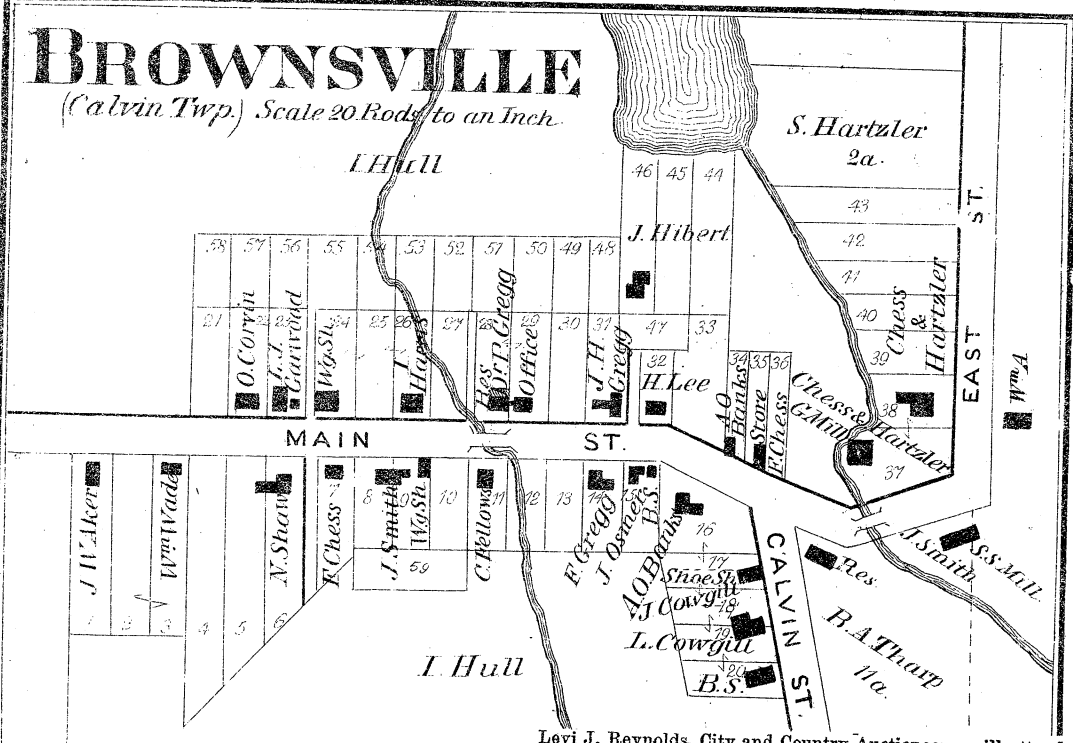 BROWNSVILLE
(Calvin Twp.) Scale 20 Rods to an Inch.
I Hull
S. Hartzler
2a.
EAST ST.
46 45 44
43
J. Hibert
42
58 57 56 55 54 53 52 51 50 49 48
41
40
39
38
37
21 25 27 28 29 30 31 47 33
24 26
O. Corvin
Garwood
Wg. Sh.
Res
Dr. P. Gregg
Office
J. H. Gregg
32
H. Lee
34 35 36
A O Banks
Store
F. Chess
Chess & Hartzler
G. Mill
Chess & Hartzler
Wm A
MAIN ST.
J W Aker
Wm Wade
N. Shaw
F. Chess
J. Smith
Wg. Sh.
C. Fellows
F. Gregg
J. Osmer
B. S.
A. O. Banks
1 2 3 4 5 6 7 8 9 10 11 12 13 14 15
16
17
18
19
20
59
Shoe Sh.
J Cowgill
L. Cowgill
B. S.
CALVIN ST.
Res.
J. Smith
S. S. Mill.
B. A. Tharp
11a.
I. Hull
Levi J. Reynolds, City and Country Auctioneer